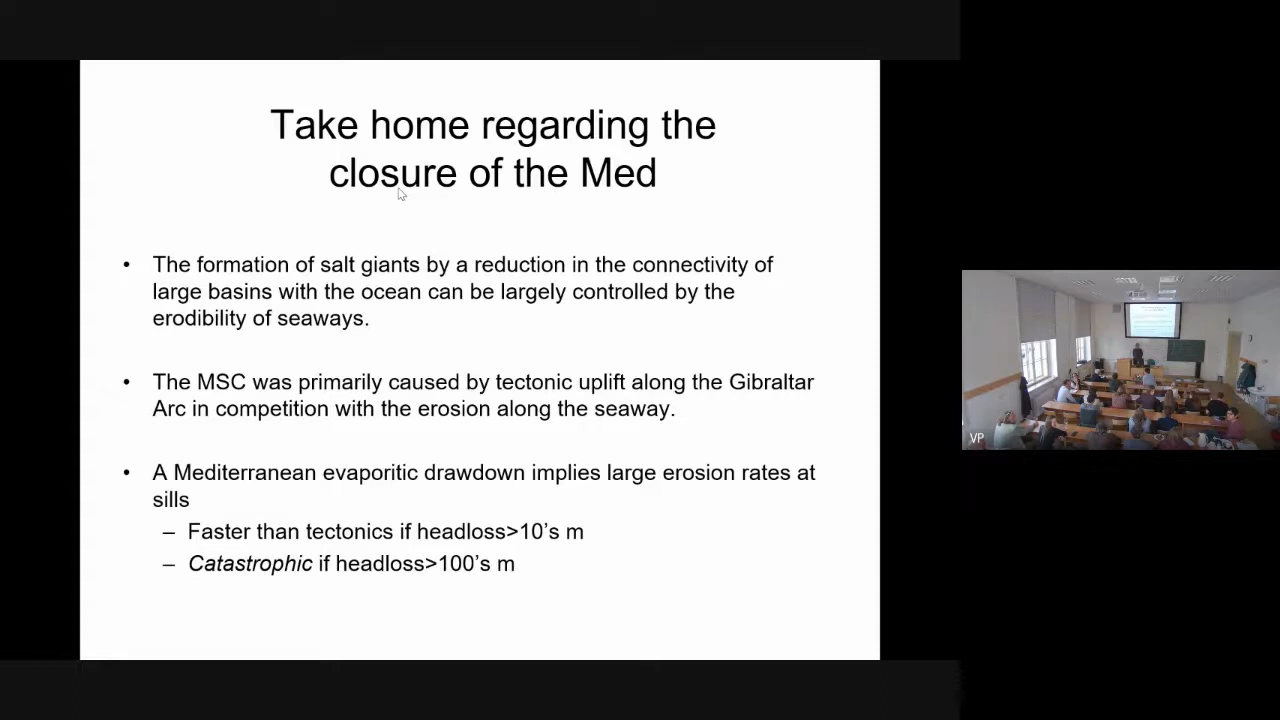 Take home regarding the
closure of the Med
• The formation of salt giants by a reduction in the connectivity of
large basins with the ocean can be largely controlled by the
erodibility of seaways.
• The MSC was primarily caused by tectonic uplift along the Gibraltar
Arc in competition with the erosion along the seaway.
• A Mediterranean evaporitic drawdown implies large erosion rates at
sills
– Faster than tectonics if headloss>10's m
– Catastrophic if headloss>100's m
VP